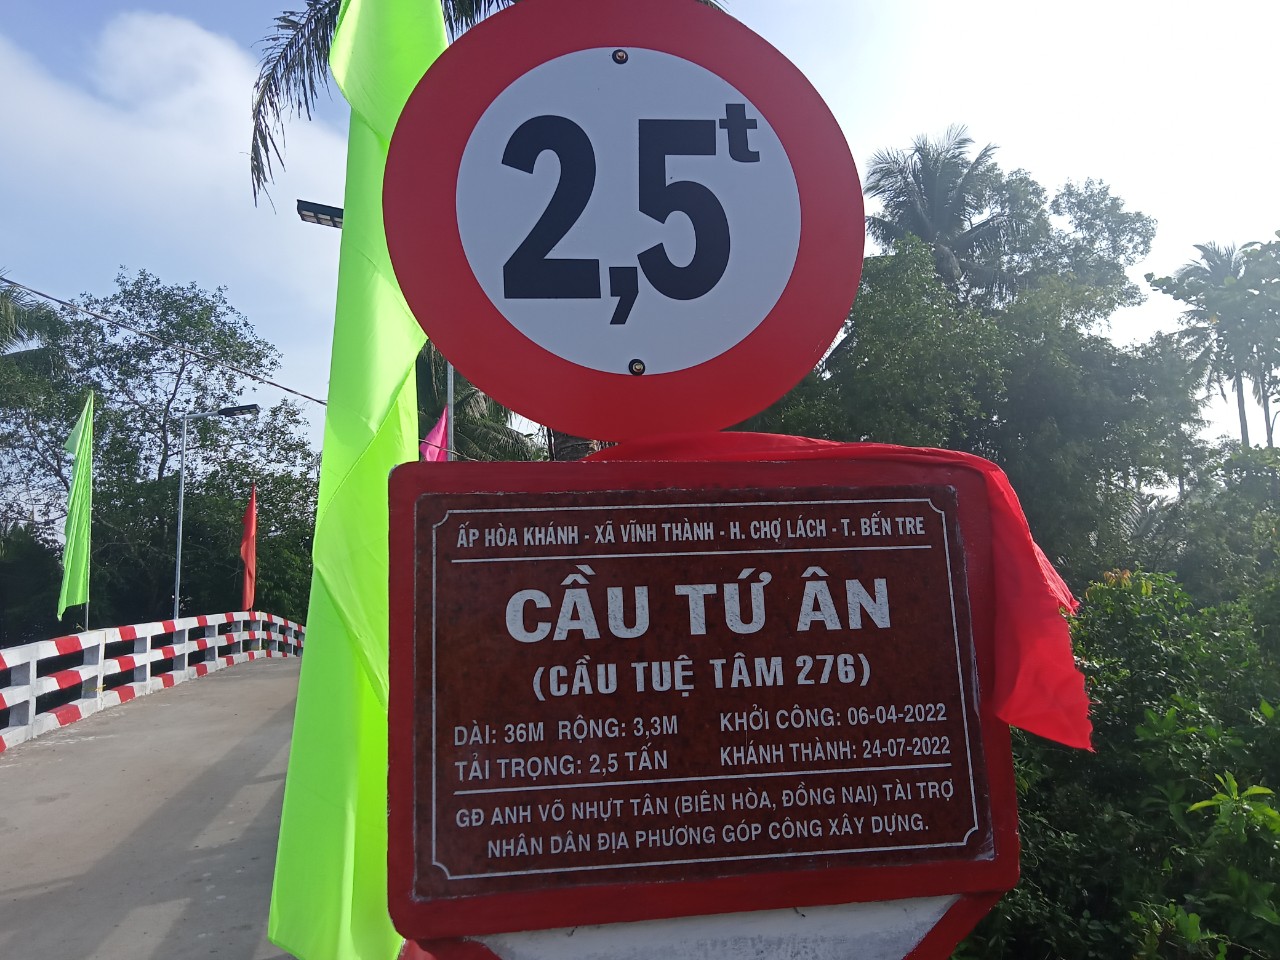 2,5t
ẤP HÒA KHÁNH - XÃ VĨNH THÀNH - H. CHỢ LÁCH - T. BẾN TRE
CẦU TỨ ÂN
(CẦU TUỆ TÂM 276)
DÀI: 36M RỘNG: 3,3M KHỞI CÔNG: 06-04-2022
TẢI TRỌNG: 2,5 TẤN KHÁNH THÀNH: 24-07-2022
GĐ ANH VÕ NHỰT TÂN (BIÊN HÒA, ĐỒNG NAI) TÀI TRỢ
NHÂN DÂN ĐỊA PHƯƠNG GÓP CÔNG XÂY DỰNG.